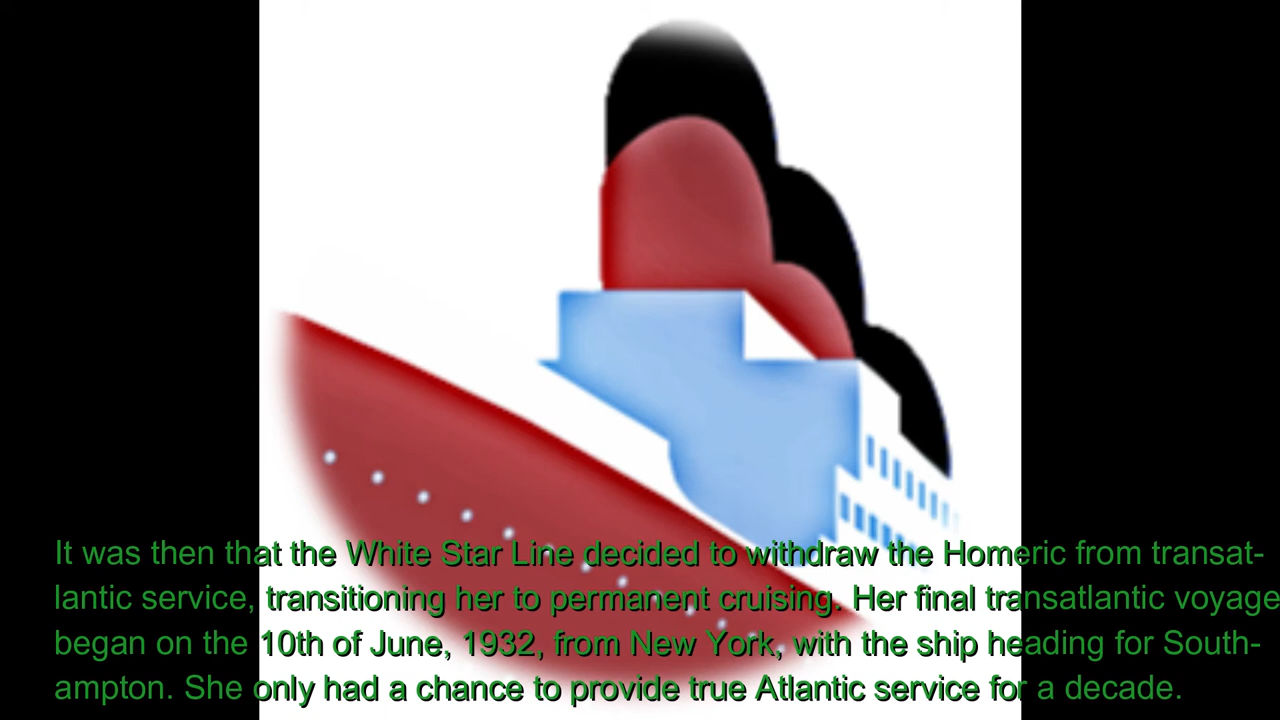 It was then that the White Star Line decided to withdraw the Homeric from transat-
lantic service, transitioning her to permanent cruising. Her final transatlantic voyage
began on the 10th of June, 1932, from New York, with the ship heading for South-
ampton. She only had a chance to provide true Atlantic service for a decade.